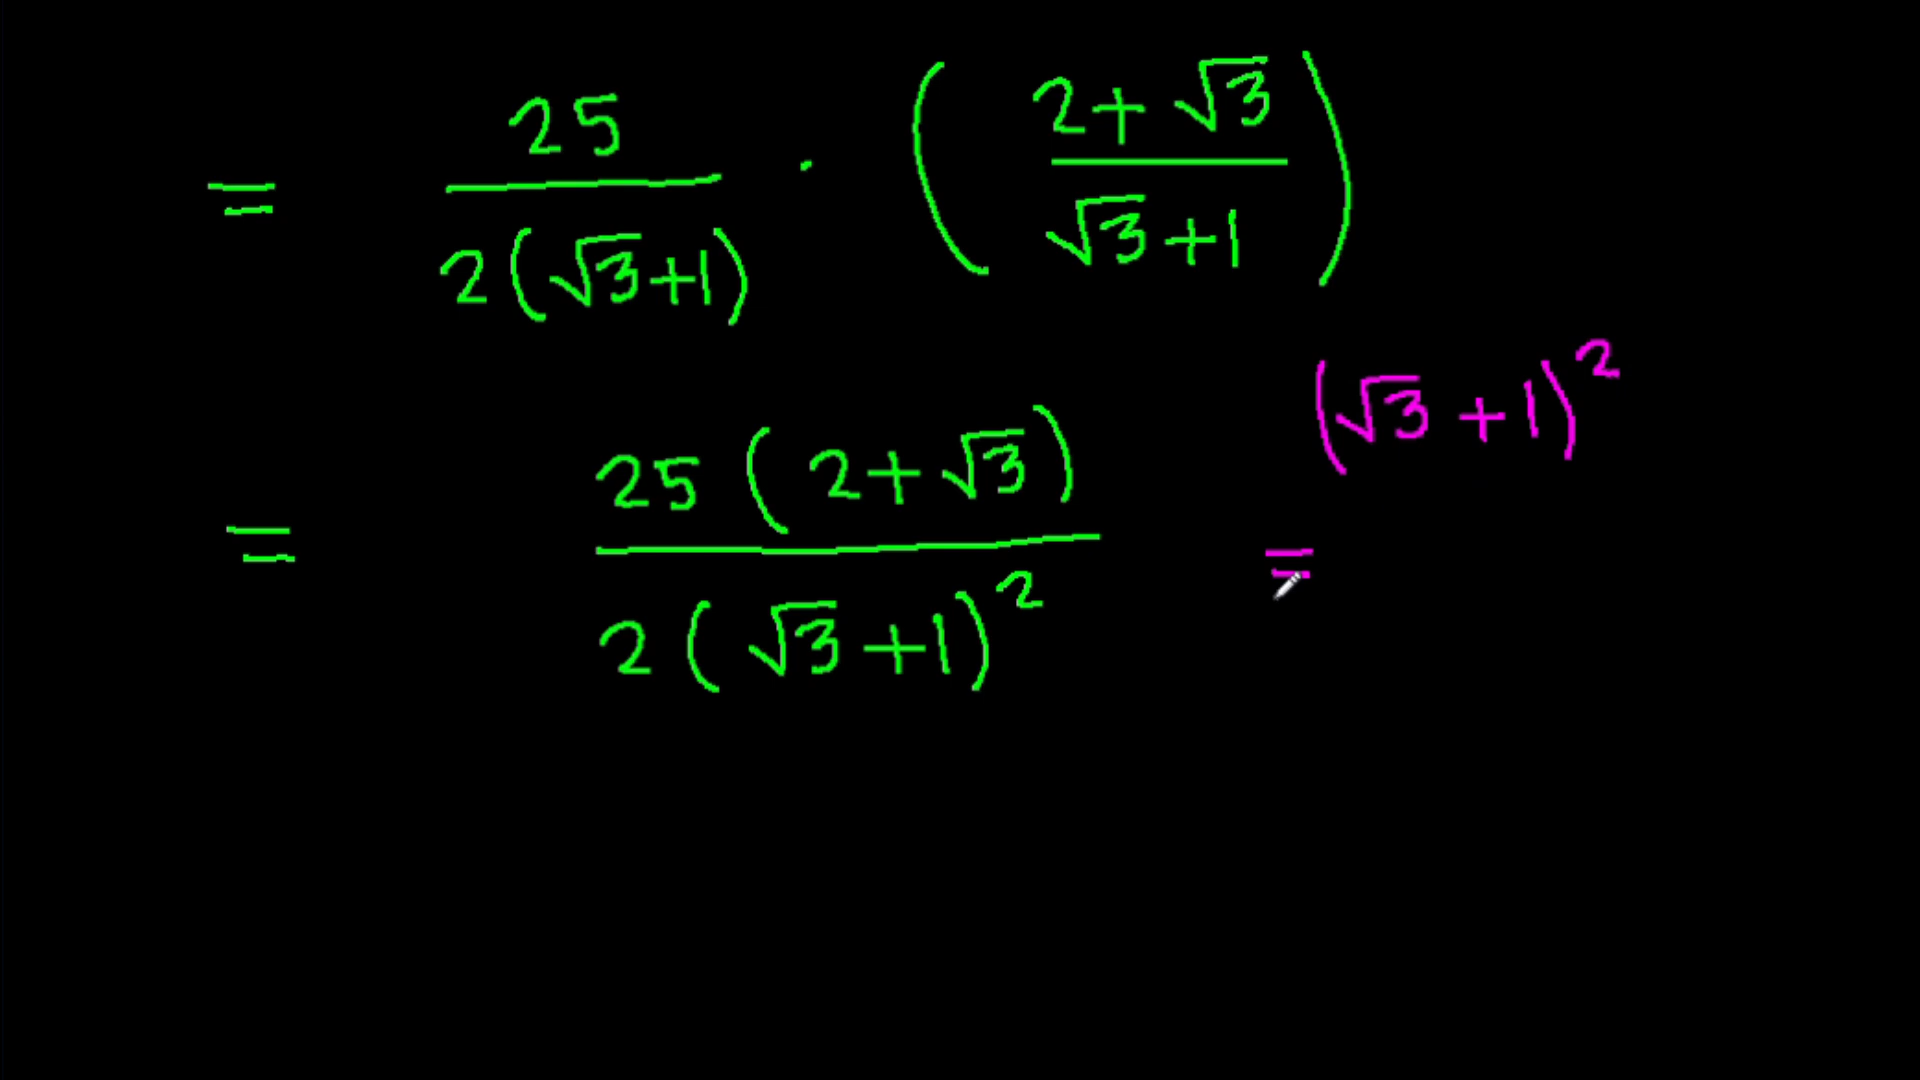 = 25 / 2(√3+1) · (2+√3 / √3+1)
(√3+1)²
= 25(2+√3) / 2(√3+1)²
=